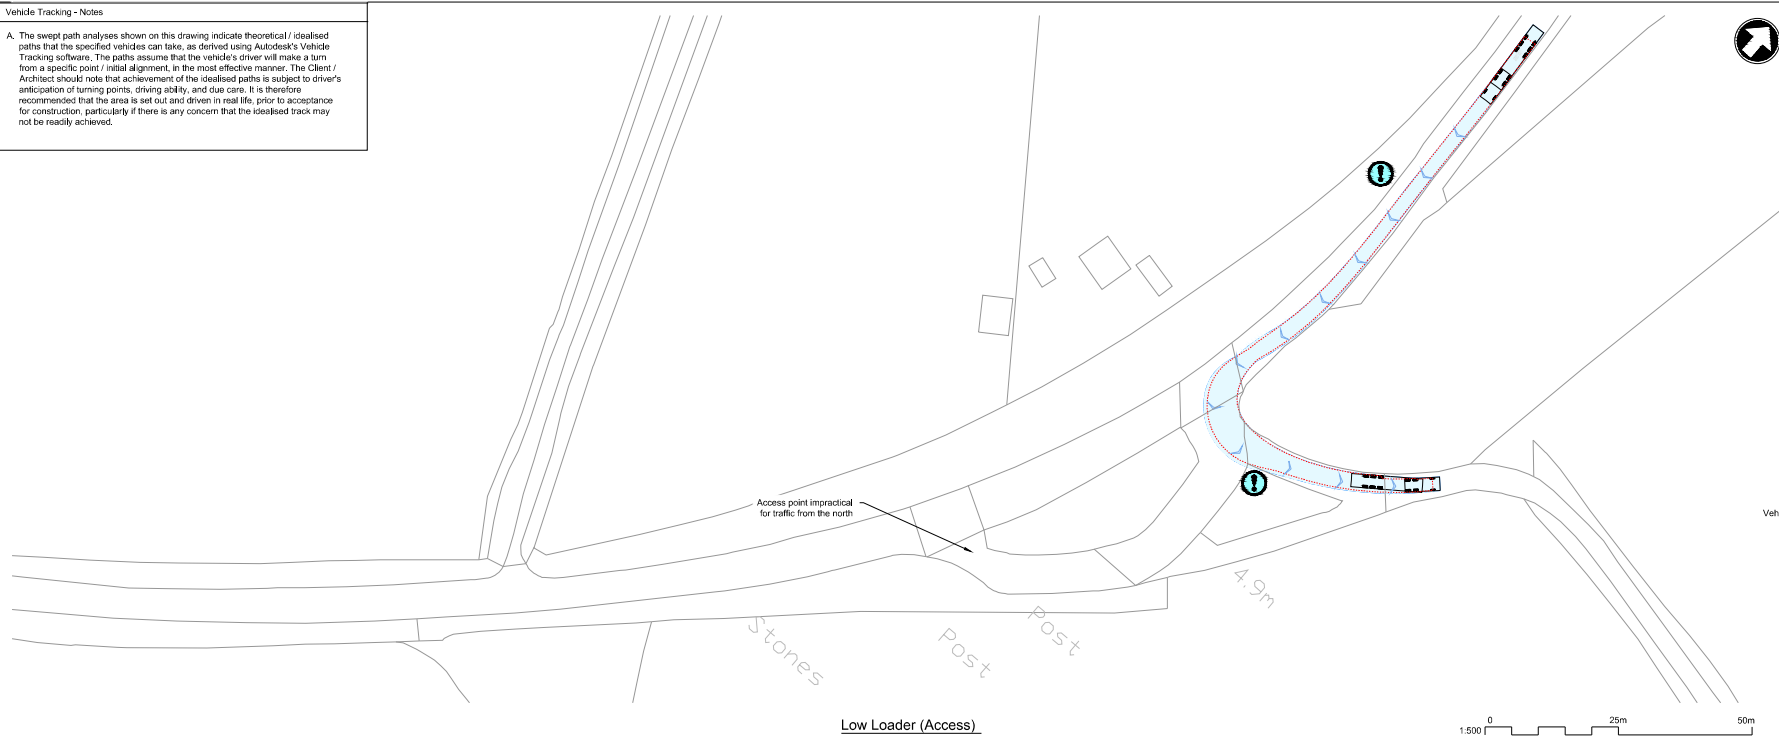 Vehicle Tracking - Notes
A. The swept path analyses shown on this drawing indicate theoretical / idealised
paths that the specified vehicles can take, as derived using Autodesk's Vehicle
Tracking software. The paths assume that the vehicle's driver will make a turn
from a specific point / initial alignment, in the most effective manner. The Client /
Architect should note that achievement of the idealised paths is subject to driver's
anticipation of turning points, driving ability, and due care. It is therefore
recommended that the area is set out and driven in real life, prior to acceptance
for construction, particularly if there is any concern that the idealised track may
not be readily achieved.
Access point impractical
for traffic from the north
Veh
4.9m
Post
Post
Stones
Low Loader (Access)
1:500
0 25m 50m